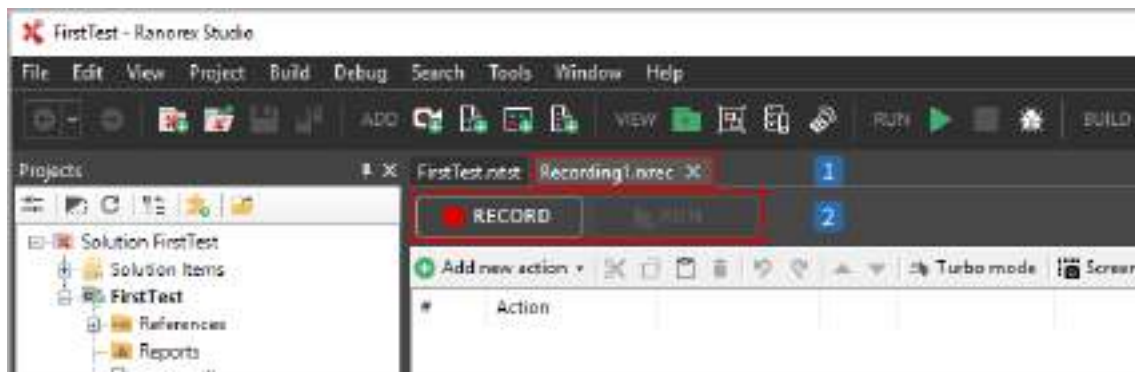 FirstTest - Ranorex Studio
File Edit View Project Build Debug Search Tools Window Help
ADD VIEW RUN BUILD
Projects
FirstTest.rxtst Recording1.rxrec
1
RECORD RUN
2
Solution FirstTest
Add new action Turbo mode Screen
Solution Items
FirstTest
# Action
References
Reports